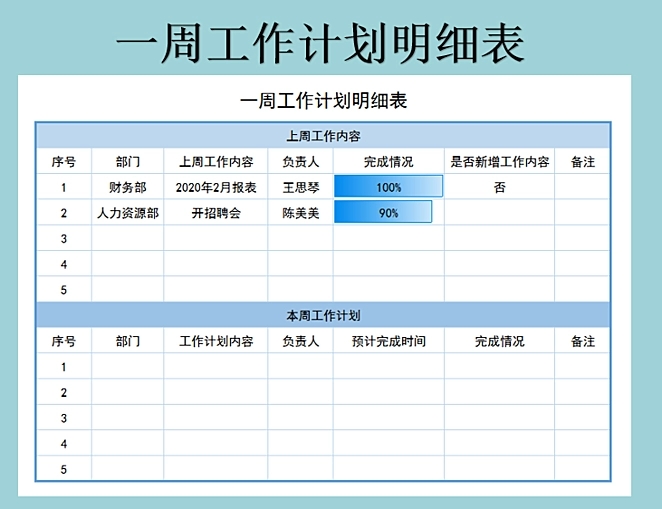 一周工作计划明细表
一周工作计划明细表
上周工作内容
序号 部门 上周工作内容 负责人 完成情况 是否新增工作内容 备注
1 财务部 2020年2月报表 王思琴 100% 否
2 人力资源部 开招聘会 陈美美 90%
3
4
5
本周工作计划
序号 部门 工作计划内容 负责人 预计完成时间 完成情况 备注
1
2
3
4
5